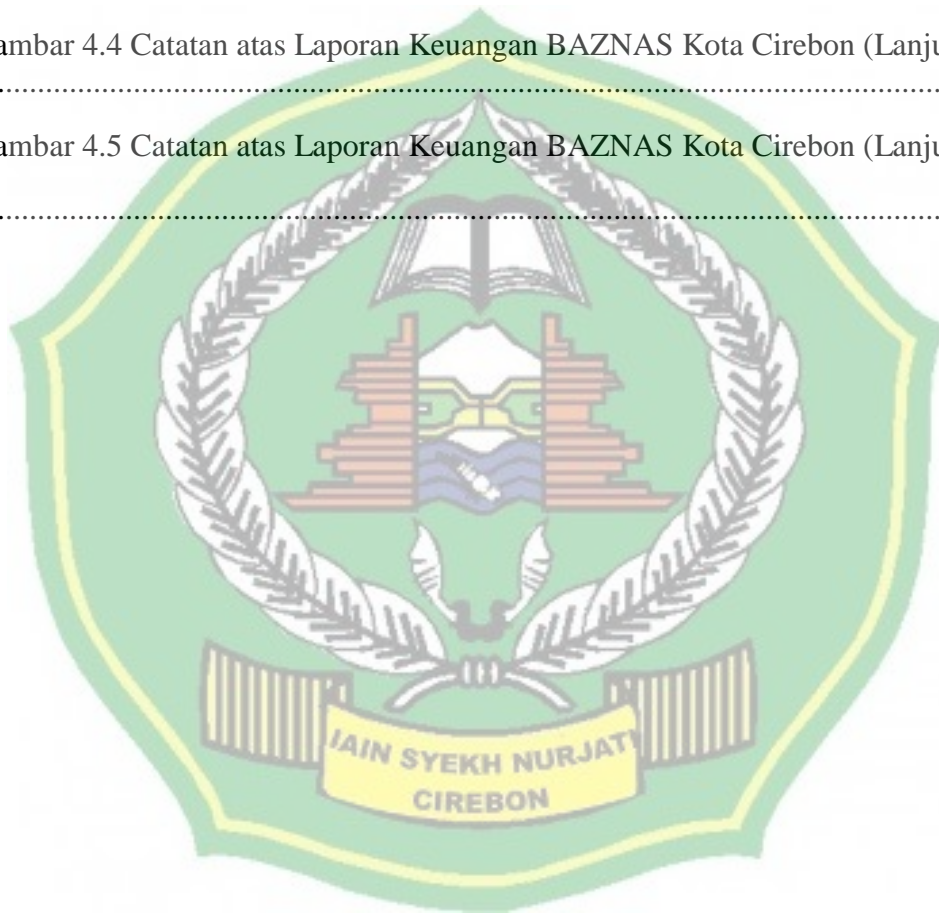 ambar 4.4 Catatan atas Laporan Keuangan BAZNAS Kota Cirebon (Lanju
................................................................................
ambar 4.5 Catatan atas Laporan Keuangan BAZNAS Kota Cirebon (Lanju
................................................................................
IAIN SYEKH NURJATI
CIREBON